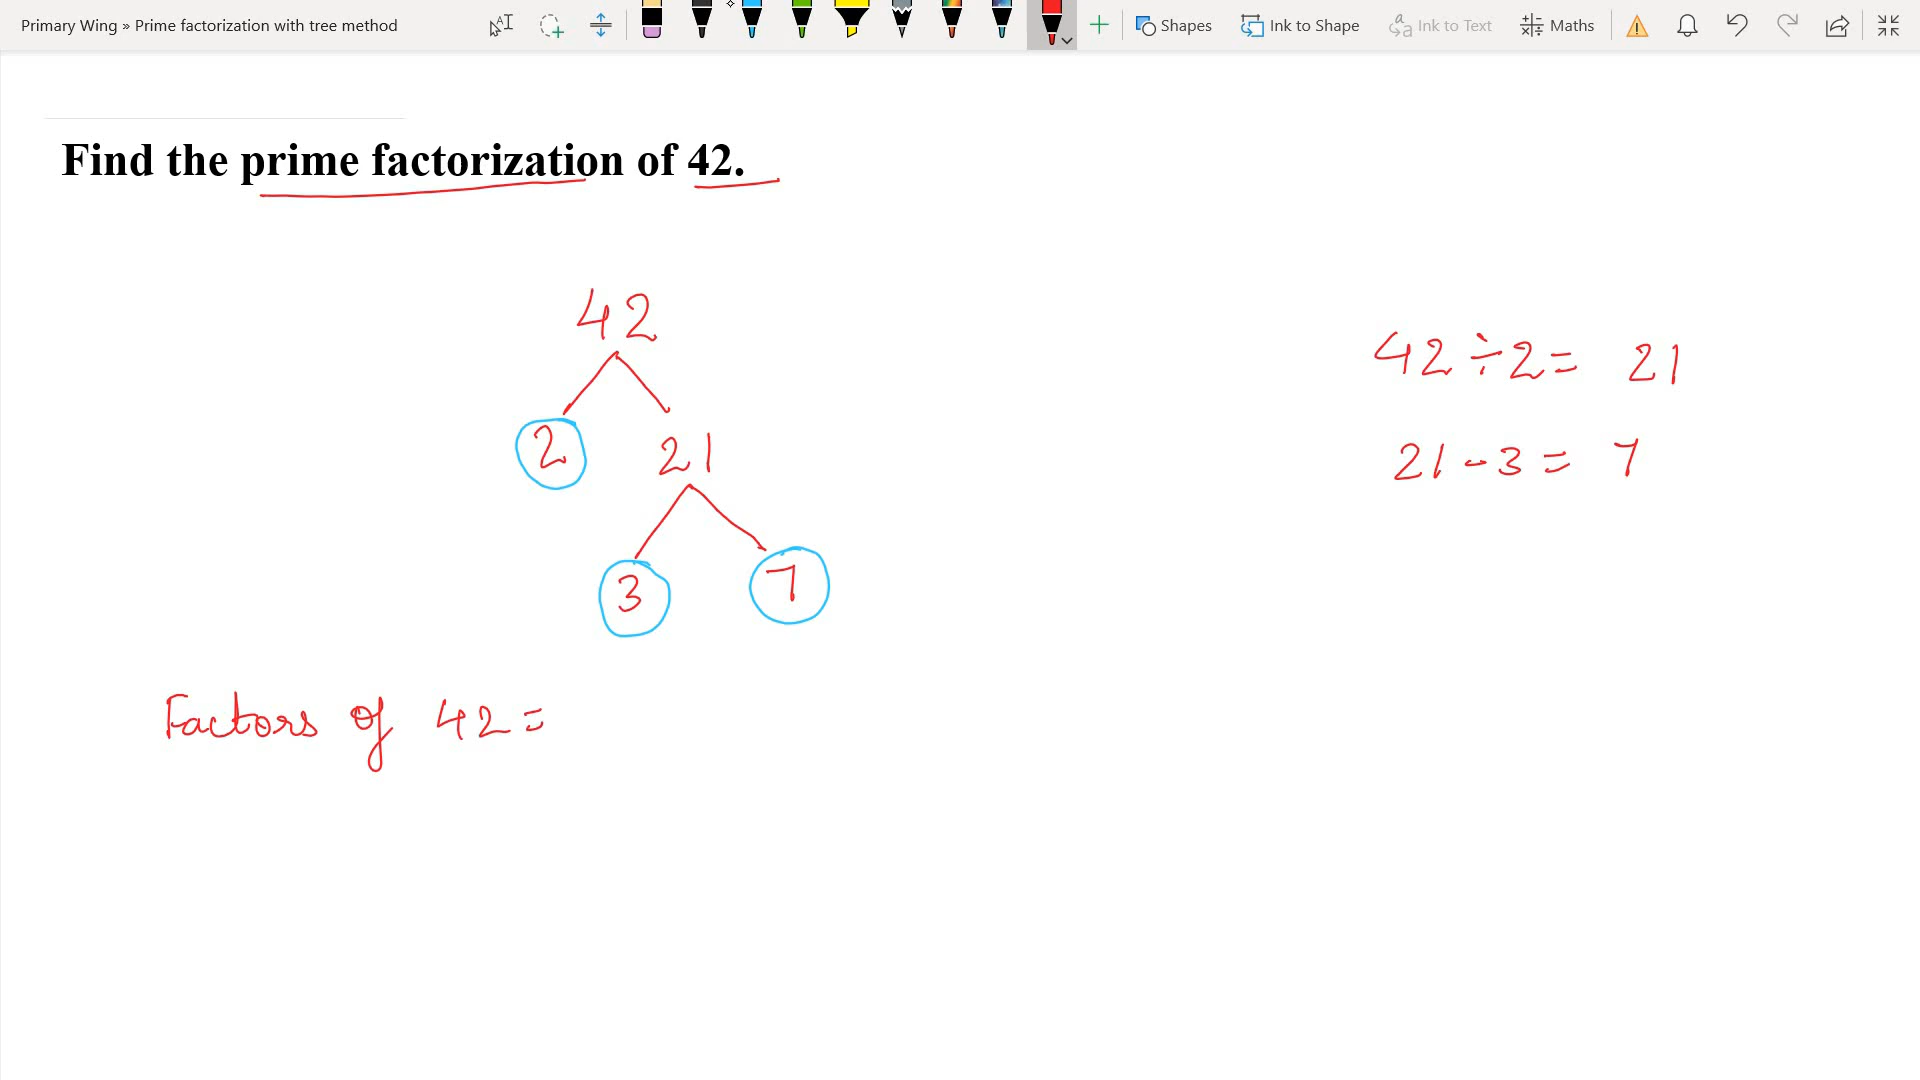 Primary Wing » Prime factorization with tree method
Shapes
Ink to Shape
Ink to Text
Maths
Find the prime factorization of 42.
42
42 ÷ 2 = 21
2 21
21 - 3 = 7
3 7
Factors of 42 =